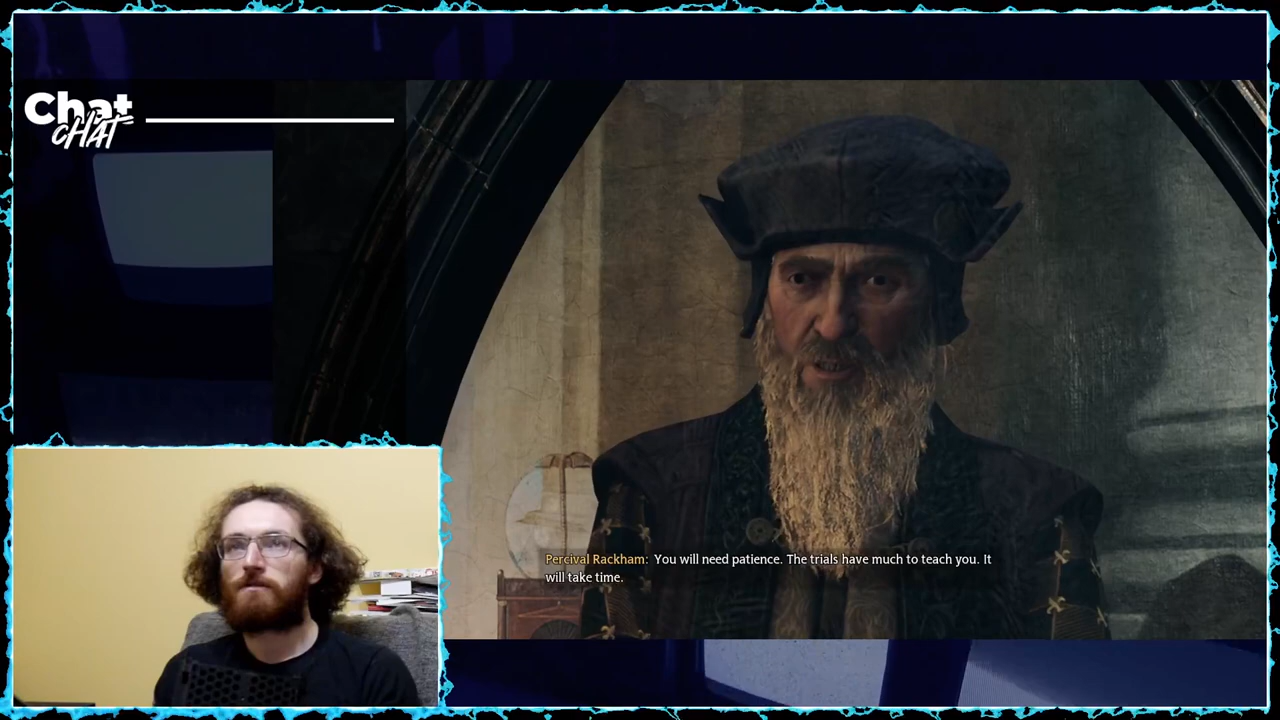 Chat
CHAT
Percival Rackham: You will need patience. The trials have much to teach you. It
will take time.